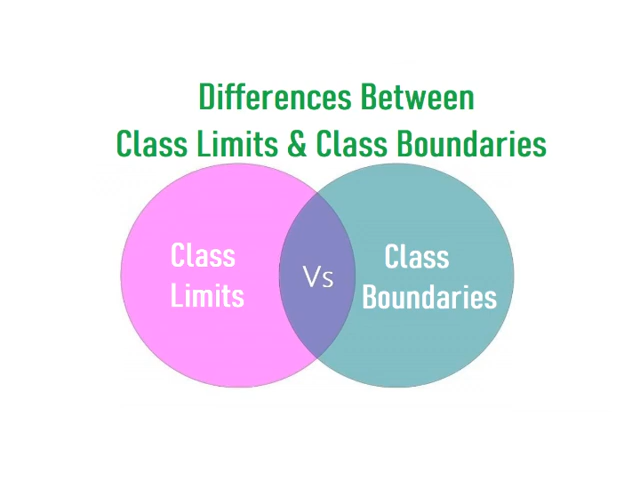 Differences Between
Class Limits & Class Boundaries
Class
Limits
Vs
Class
Boundaries